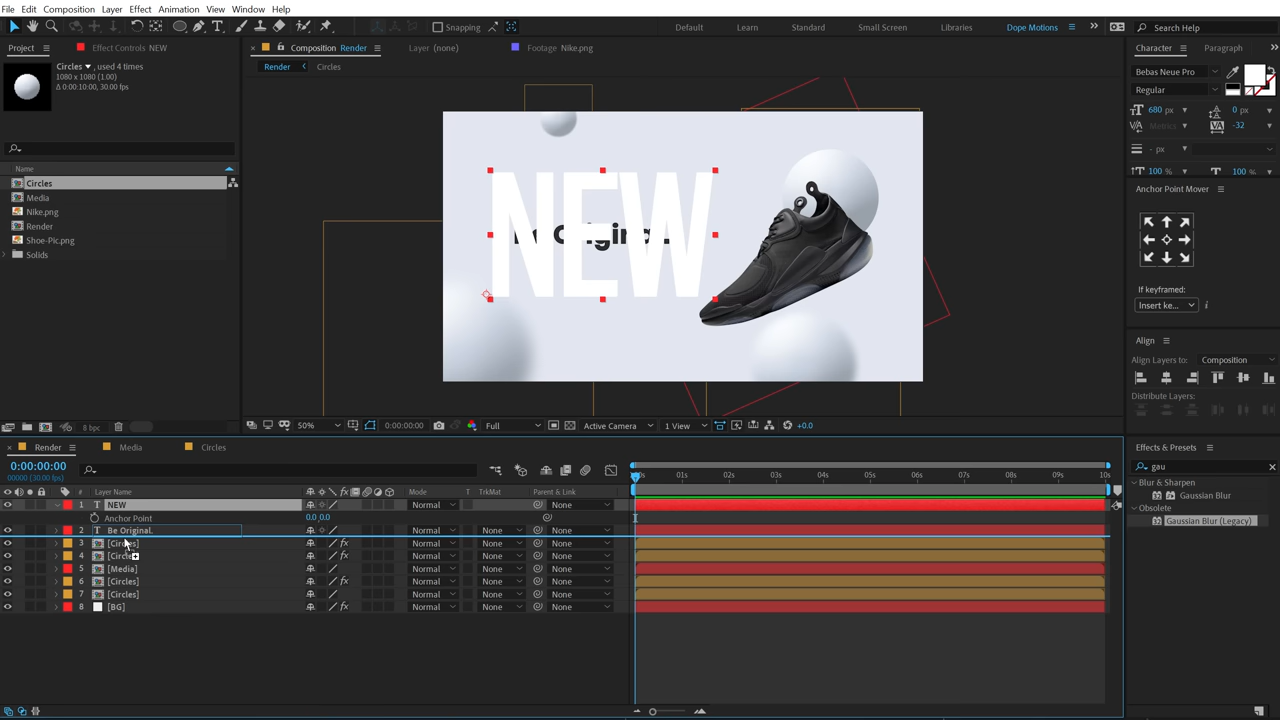 File Edit Composition Layer Effect Animation View Window Help
Snapping
Default Learn Standard Small Screen Libraries Dope Motions
Search Help
Project Effect Controls NEW
Composition Render Layer (none) Footage Nike.png
Render Circles
Circles , used 4 times
1080 x 1080 (1.00)
Δ 0:00:10:00, 30.00 fps
Name
Circles
Media
Nike.png
Render
Shoe-Pic.png
Solids
NEW
Character Paragraph
Bebas Neue Pro
Regular
680 px 0 px
Metrics -32
- px
100 % 100 %
Anchor Point Mover
If keyframed:
Insert ke...
Align
Align Layers to: Composition
Distribute Layers:
8 bpc
50% 0:00:00:00 Full Active Camera 1 View +0.0
Render Media Circles
0:00:00:00
00000 (30.00 fps)
# Layer Name Mode T TrkMat Parent & Link
01s 02s 03s 04s 05s 06s 07s 08s 09s 10s
1 T NEW Normal None
Anchor Point 0.0,0.0
2 T Be Original. Normal None None
3 [Circles] Normal None None
4 Normal None None
5 [Media] Normal None None
6 [Circles] Normal None None
7 [Circles] Normal None None
8 [BG] Normal None None
Effects & Presets
gau
Blur & Sharpen
Gaussian Blur
Obsolete
Gaussian Blur (Legacy)